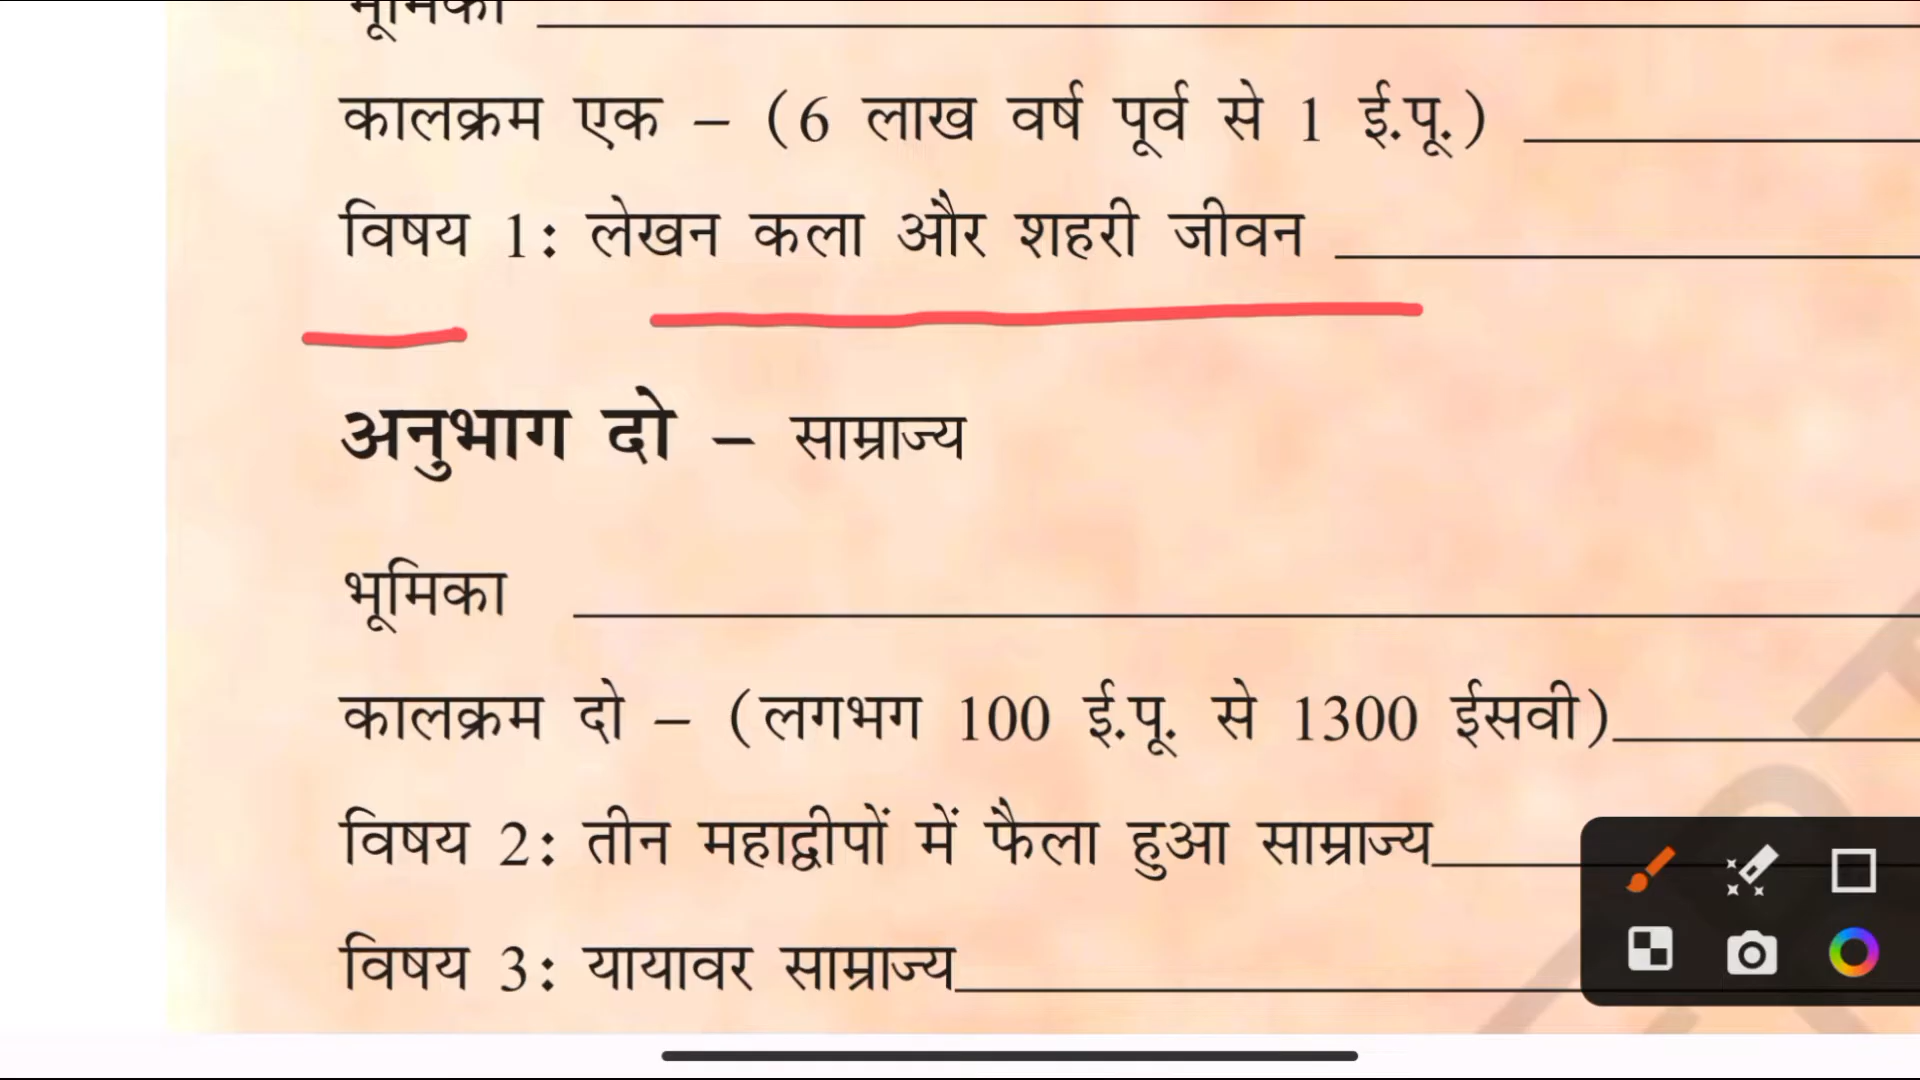 भूमिका
कालक्रम एक – (6 लाख वर्ष पूर्व से 1 ई.पू.)
विषय 1: लेखन कला और शहरी जीवन
अनुभाग दो – साम्राज्य
भूमिका
कालक्रम दो – (लगभग 100 ई.पू. से 1300 ईसवी)
विषय 2: तीन महाद्वीपों में फैला हुआ साम्राज्य
विषय 3: यायावर साम्राज्य